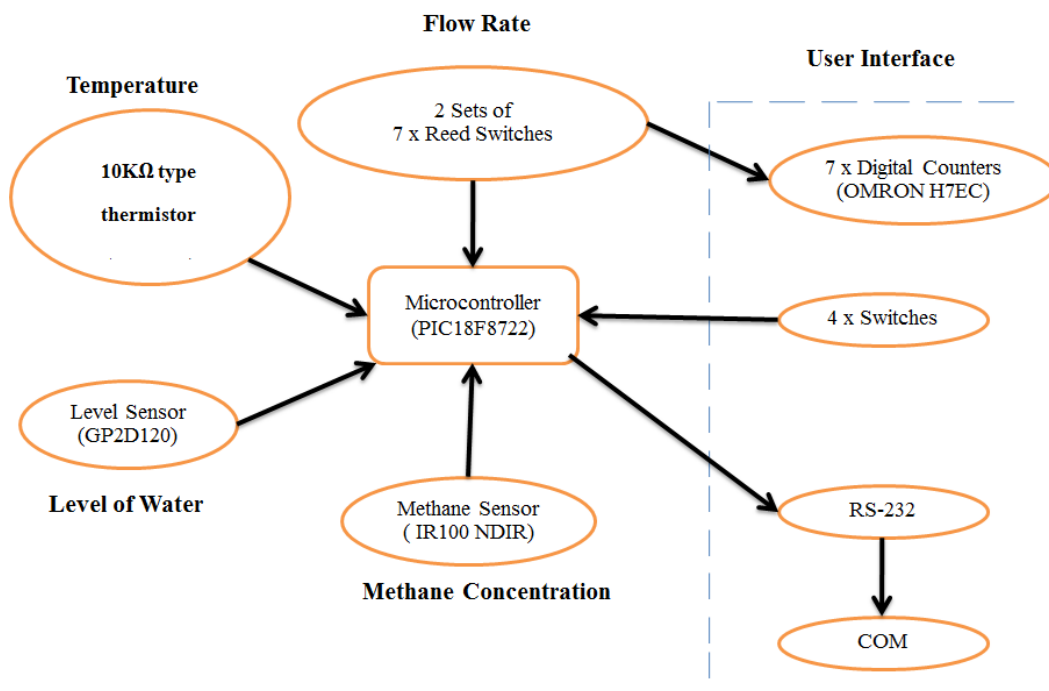 Flow Rate
User Interface
Temperature
2 Sets of
7 x Reed Switches
10KΩ type
thermistor
7 x Digital Counters
(OMRON H7EC)
Microcontroller
(PIC18F8722)
4 x Switches
Level Sensor
(GP2D120)
Level of Water
Methane Sensor
( IR100 NDIR)
Methane Concentration
RS-232
COM